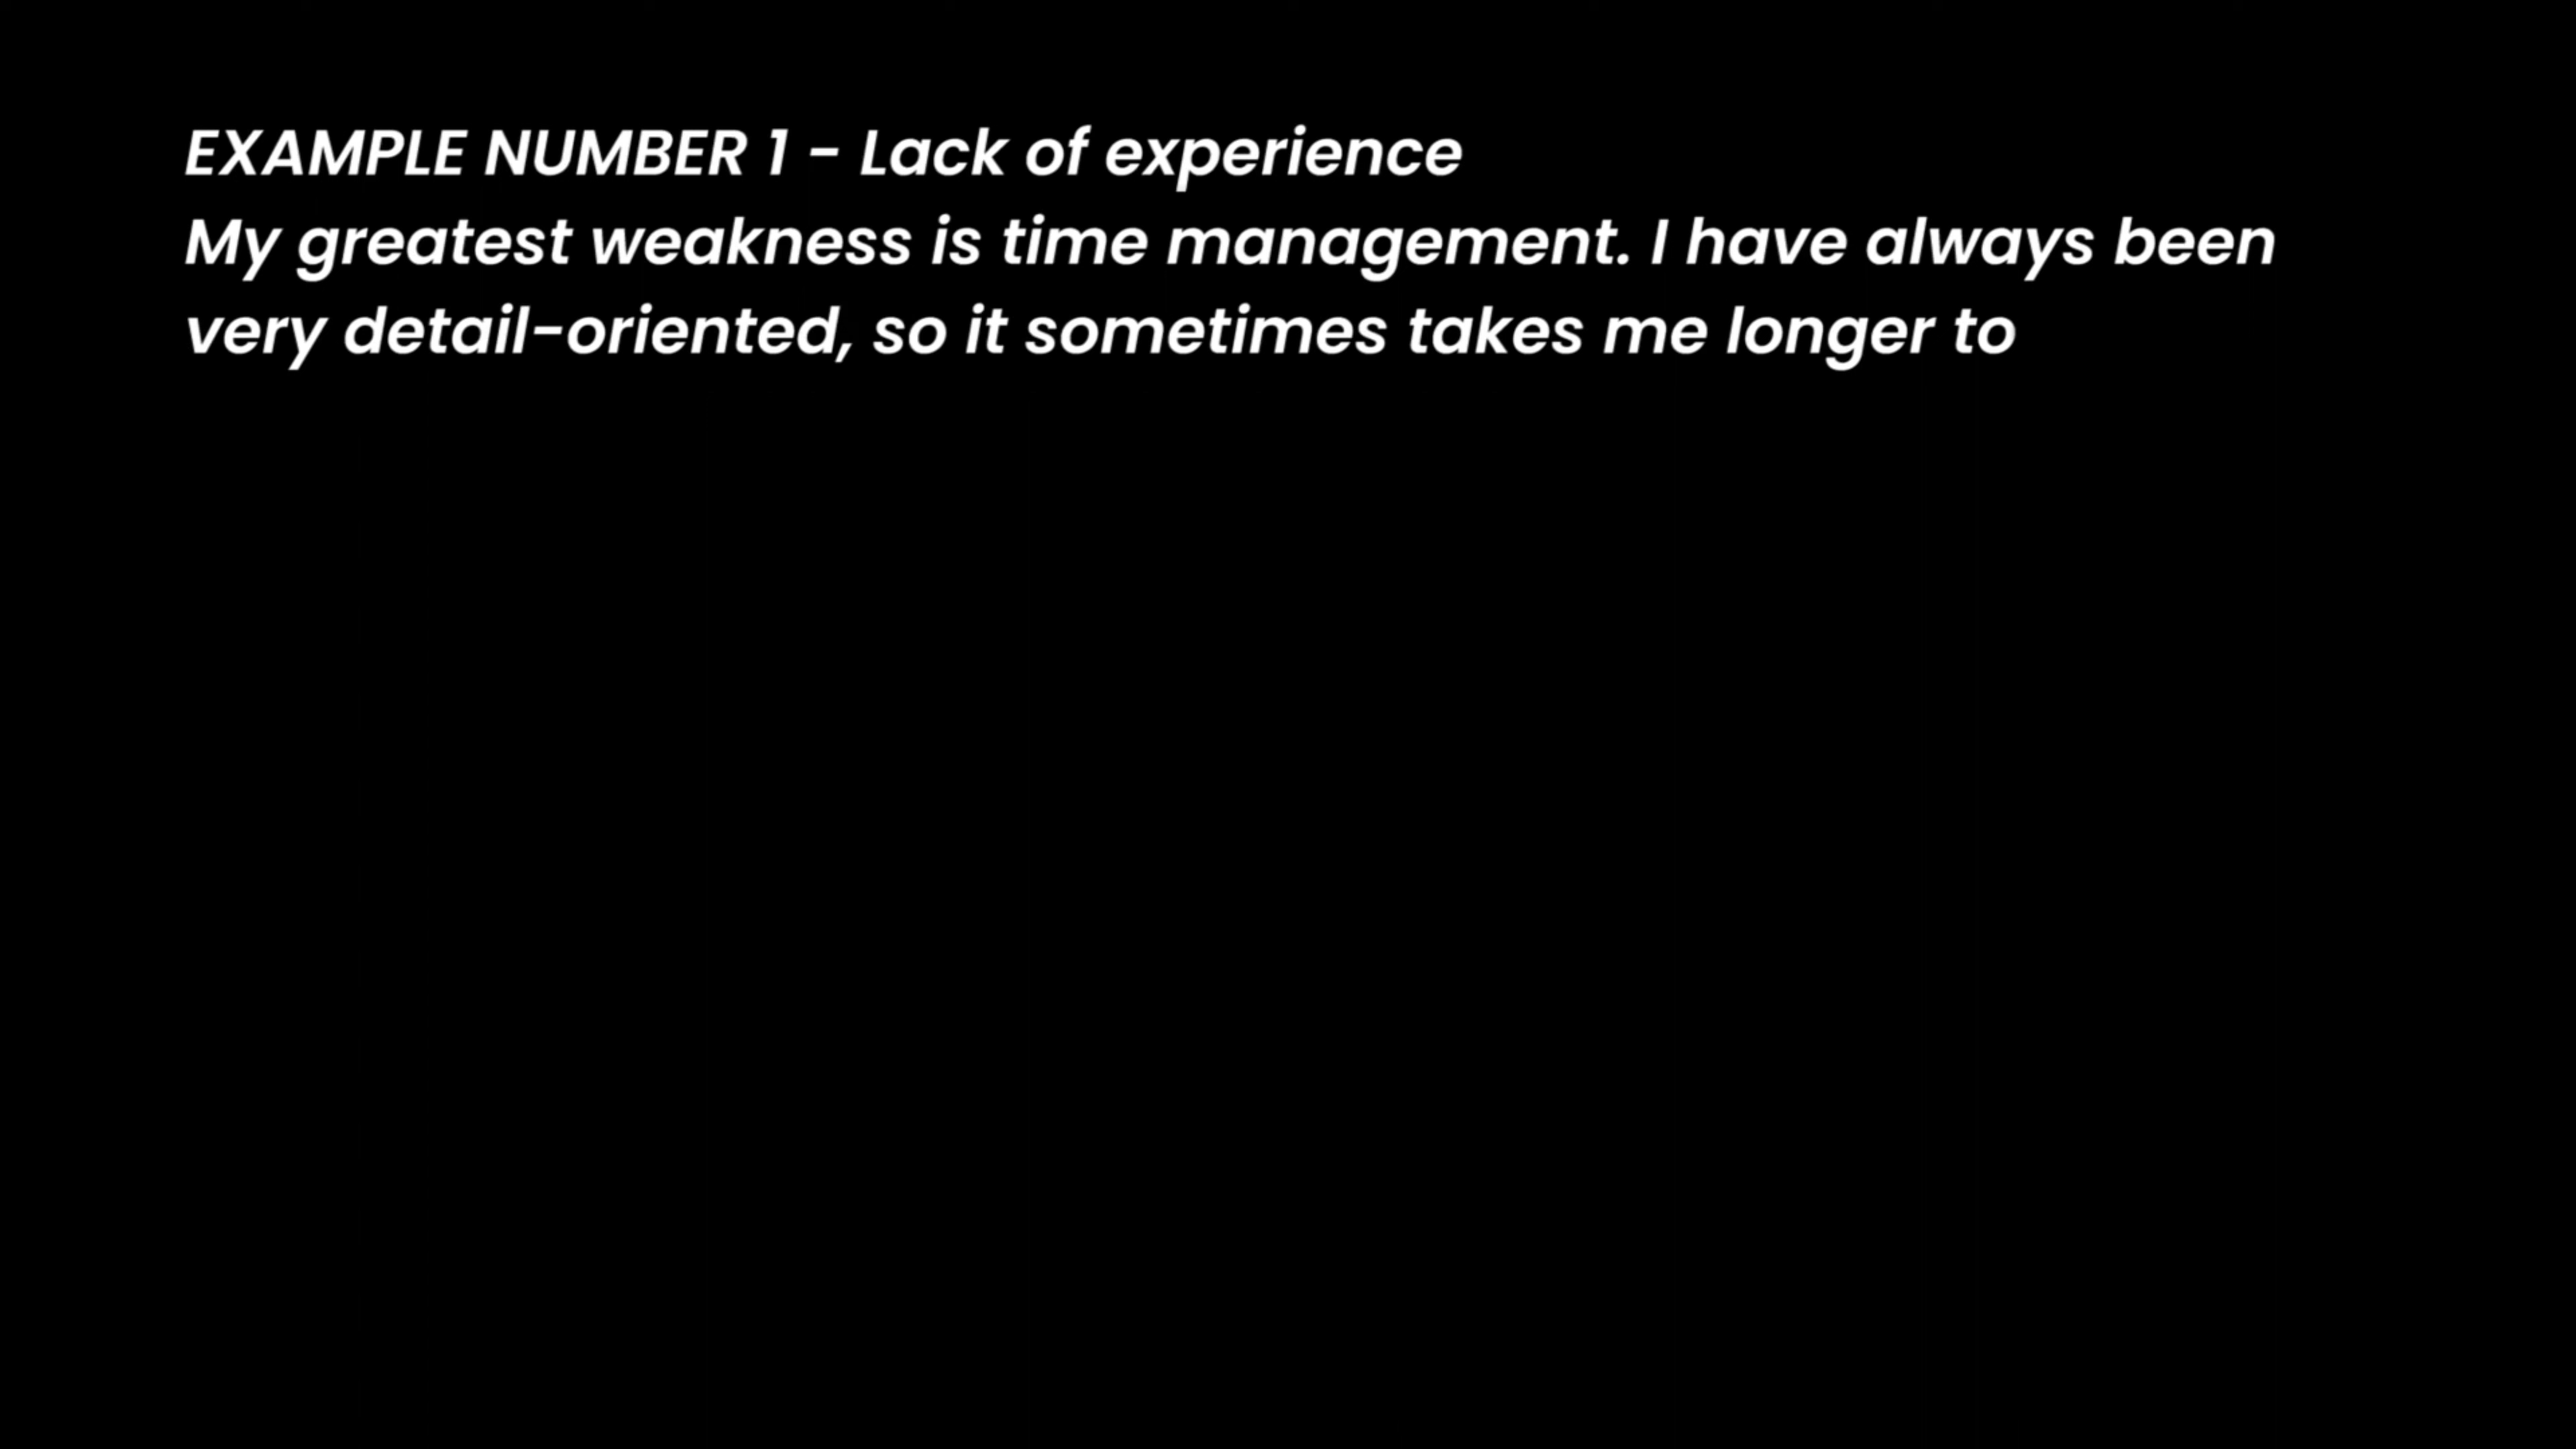 EXAMPLE NUMBER 1 - Lack of experience
My greatest weakness is time management. I have always been
very detail-oriented, so it sometimes takes me longer to